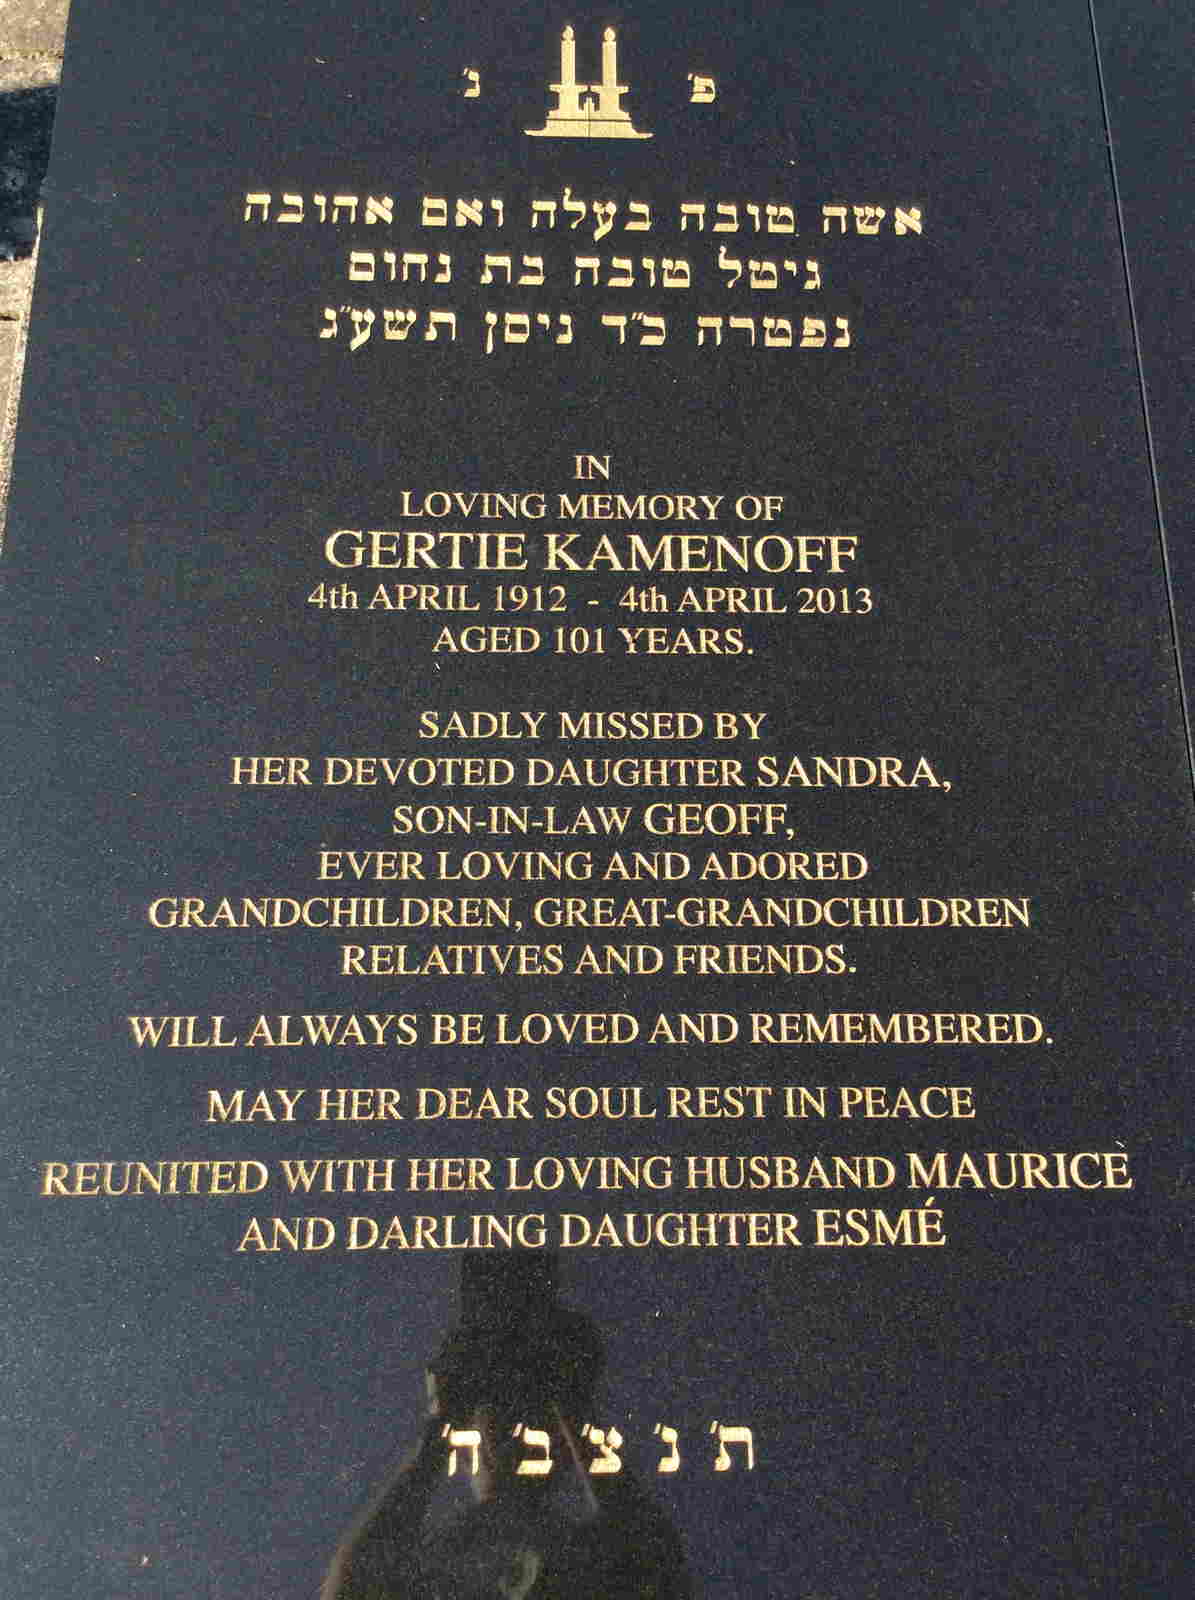 פ' נ'
אשה טובה בעלה ואם אהובה
גיטל טובה בת נחום
נפטרה כ"ד ניסן תשע"ג
IN
LOVING MEMORY OF
GERTIE KAMENOFF
4th APRIL 1912 - 4th APRIL 2013
AGED 101 YEARS.
SADLY MISSED BY
HER DEVOTED DAUGHTER SANDRA,
SON-IN-LAW GEOFF,
EVER LOVING AND ADORED
GRANDCHILDREN, GREAT-GRANDCHILDREN
RELATIVES AND FRIENDS.
WILL ALWAYS BE LOVED AND REMEMBERED.
MAY HER DEAR SOUL REST IN PEACE
REUNITED WITH HER LOVING HUSBAND MAURICE
AND DARLING DAUGHTER ESMÉ
ת' נ' צ' ב' ה'